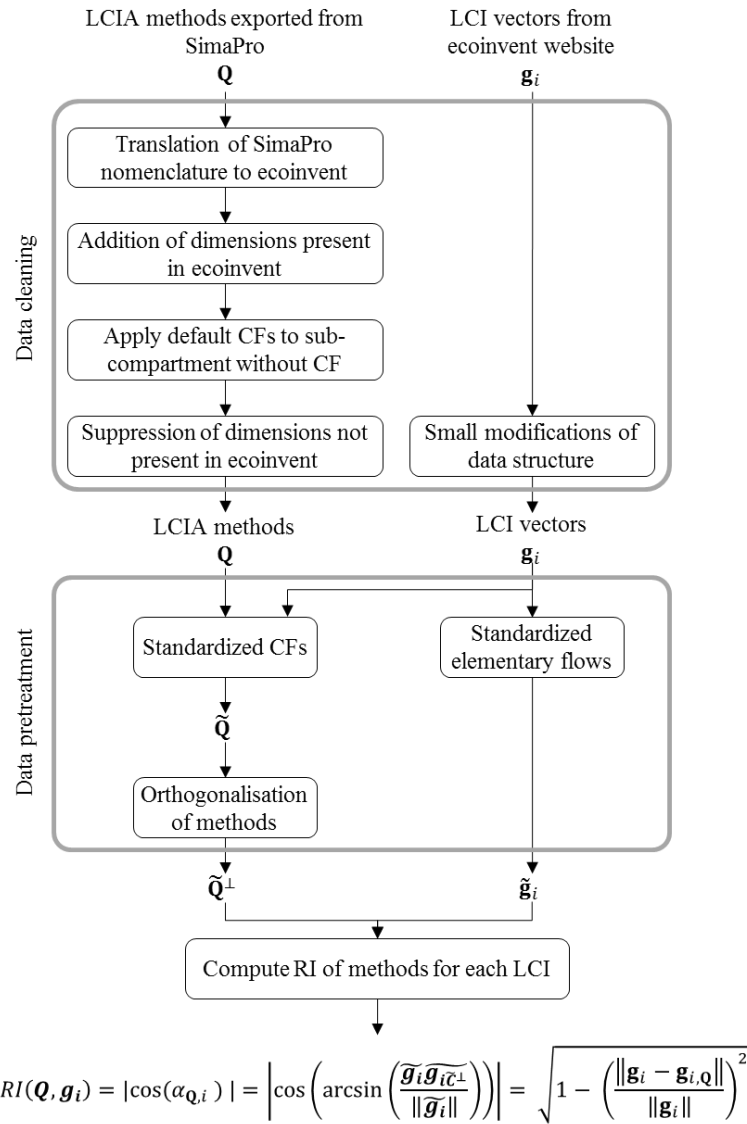 LCIA methods exported from
SimaPro
Q
LCI vectors from
ecoinvent website
g_i
Data cleaning
Translation of SimaPro
nomenclature to ecoinvent
Addition of dimensions present
in ecoinvent
Apply default CFs to sub-
compartment without CF
Suppression of dimensions not
present in ecoinvent
Small modifications of
data structure
LCIA methods
Q
LCI vectors
g_i
Data pretreatment
Standardized CFs
Standardized
elementary flows
Q̃
Orthogonalisation
of methods
Q̃^⊥
g̃_i
Compute RI of methods for each LCI
RI(Q, g_i) = |cos(α_{Q,i})| = |cos(arcsin(g̃_i g̃_{iC̃^⊥} / ‖g̃_i‖))| = √(1 − (‖g_i − g_{i,Q}‖ / ‖g_i‖)²)